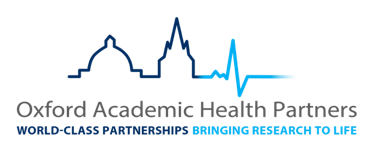 Oxford Academic Health Partners
WORLD-CLASS PARTNERSHIPS BRINGING RESEARCH TO LIFE